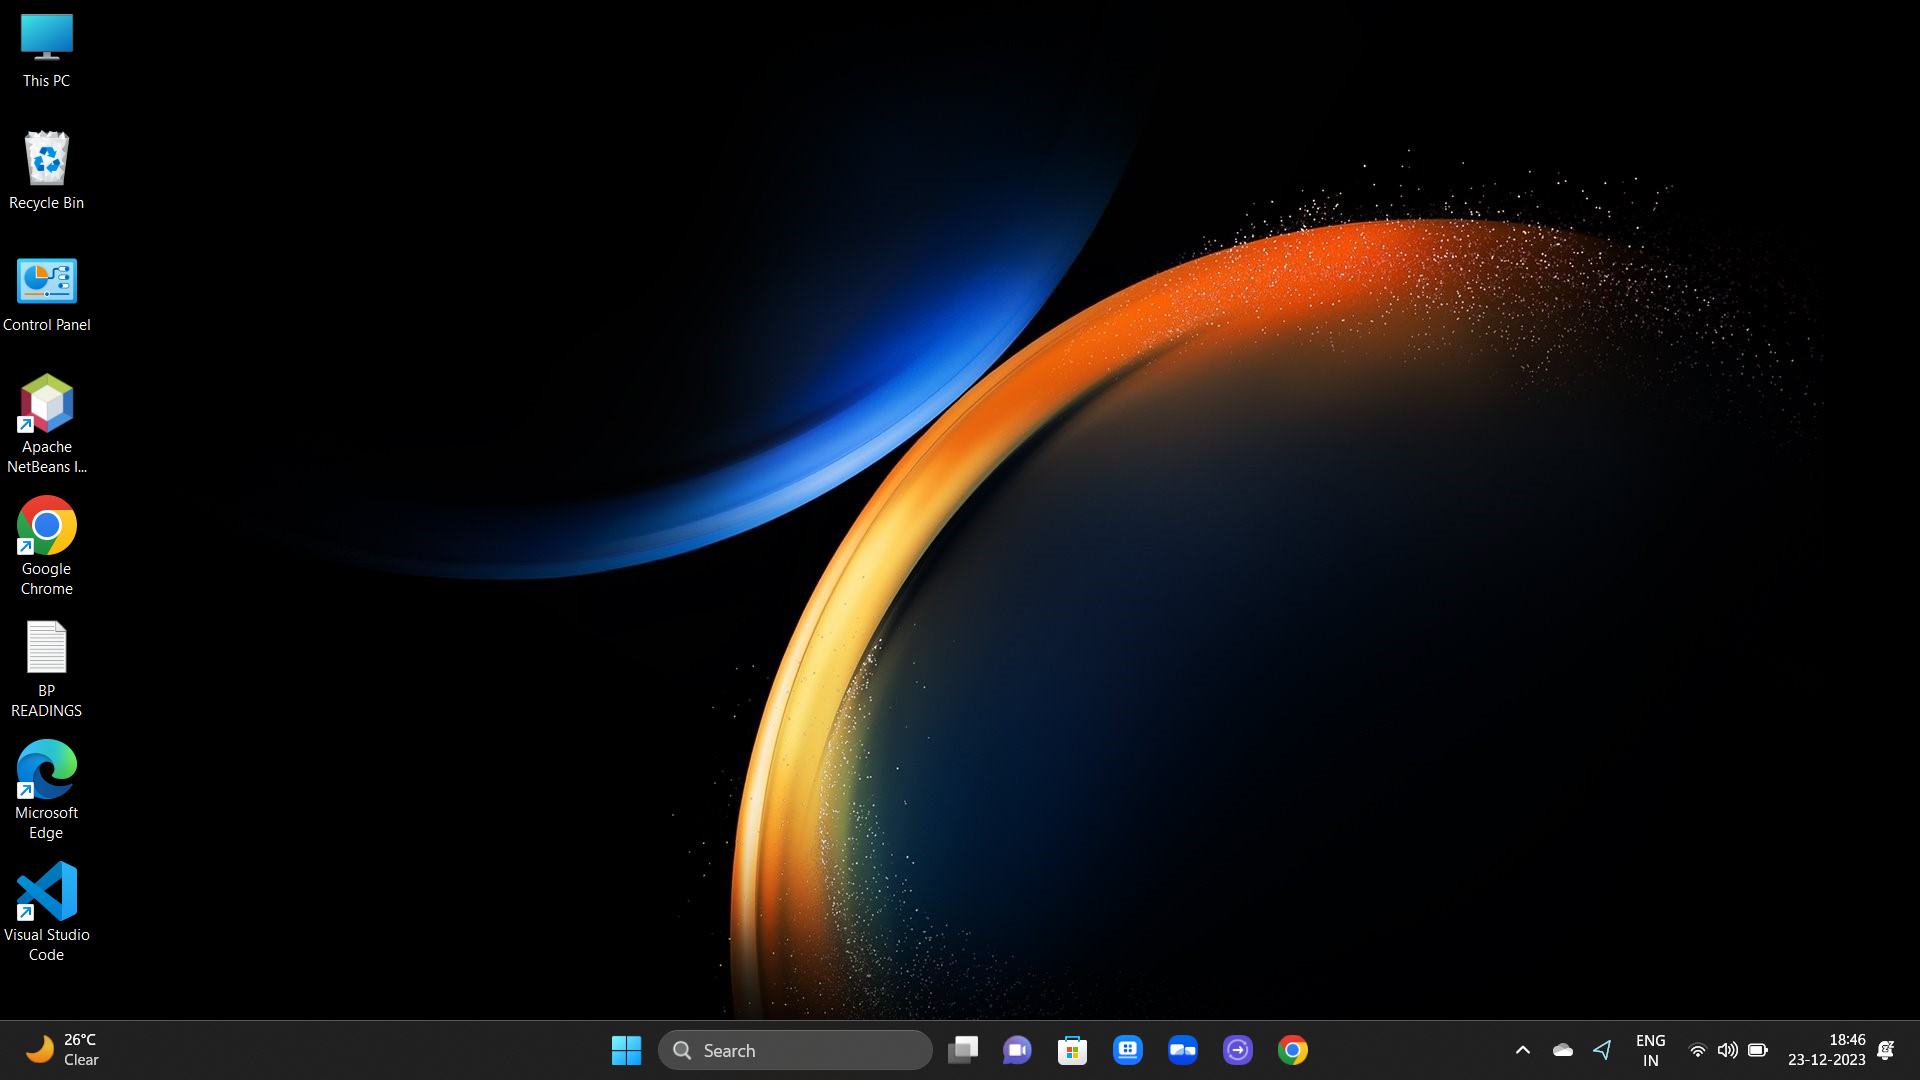 This PC
Recycle Bin
Control Panel
Apache
NetBeans I...
Google
Chrome
BP
READINGS
Microsoft
Edge
Visual Studio
Code
26°C
Clear
Search
ENG
IN
18:46
23-12-2023